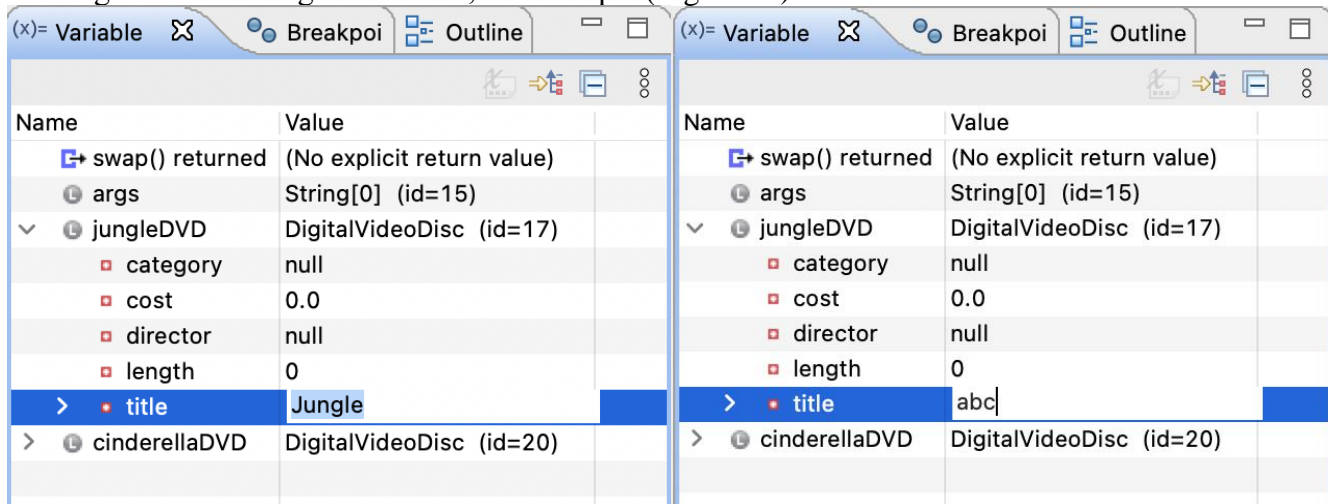 (x)= Variable Breakpoi Outline
Name Value
swap() returned (No explicit return value)
args String[0] (id=15)
jungleDVD DigitalVideoDisc (id=17)
category null
cost 0.0
director null
length 0
title Jungle
cinderellaDVD DigitalVideoDisc (id=20)
(x)= Variable Breakpoi Outline
Name Value
swap() returned (No explicit return value)
args String[0] (id=15)
jungleDVD DigitalVideoDisc (id=17)
category null
cost 0.0
director null
length 0
title abc
cinderellaDVD DigitalVideoDisc (id=20)